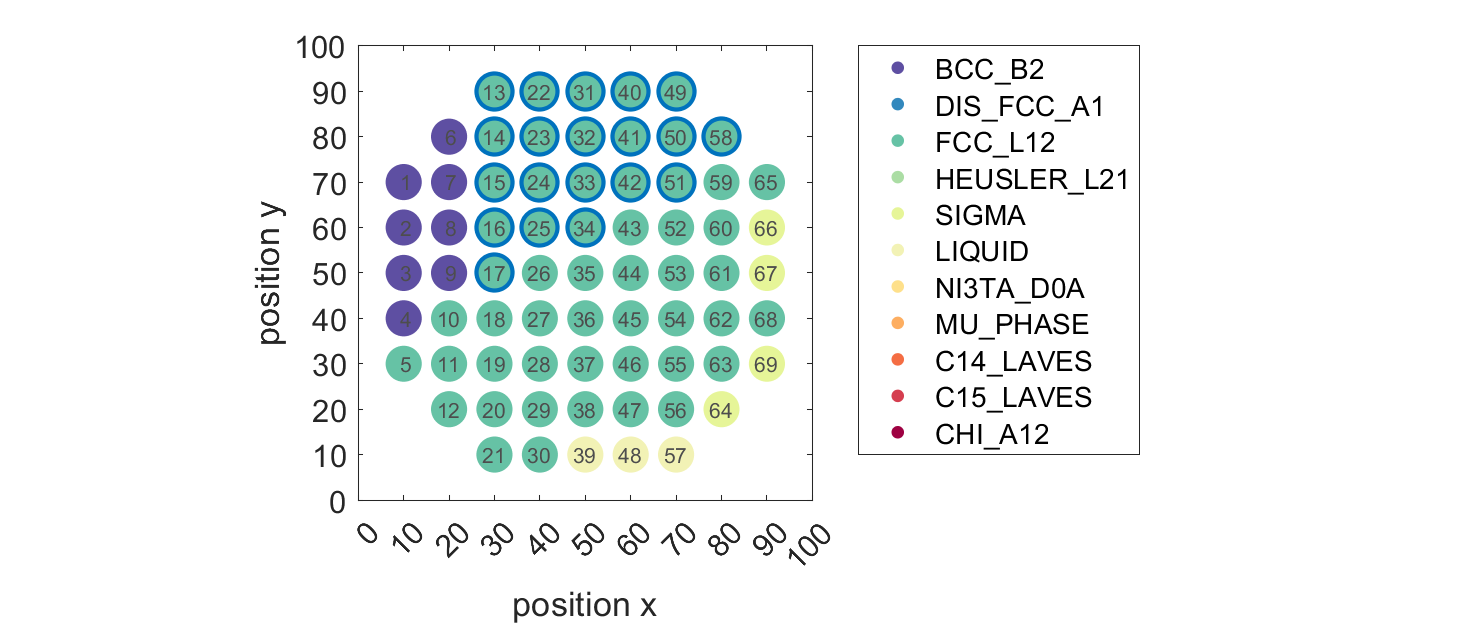 100
90
80
70
60
50
40
30
20
10
0
13 22 31 40 49
6 14 23 32 41 50 58
1 7 15 24 33 42 51 59 65
2 8 16 25 34 43 52 60 66
3 9 17 26 35 44 53 61 67
4 10 18 27 36 45 54 62 68
5 11 19 28 37 46 55 63 69
12 20 29 38 47 56 64
21 30 39 48 57
0 10 20 30 40 50 60 70 80 90 100
position x
position y
BCC_B2
DIS_FCC_A1
FCC_L12
HEUSLER_L21
SIGMA
LIQUID
NI3TA_D0A
MU_PHASE
C14_LAVES
C15_LAVES
CHI_A12